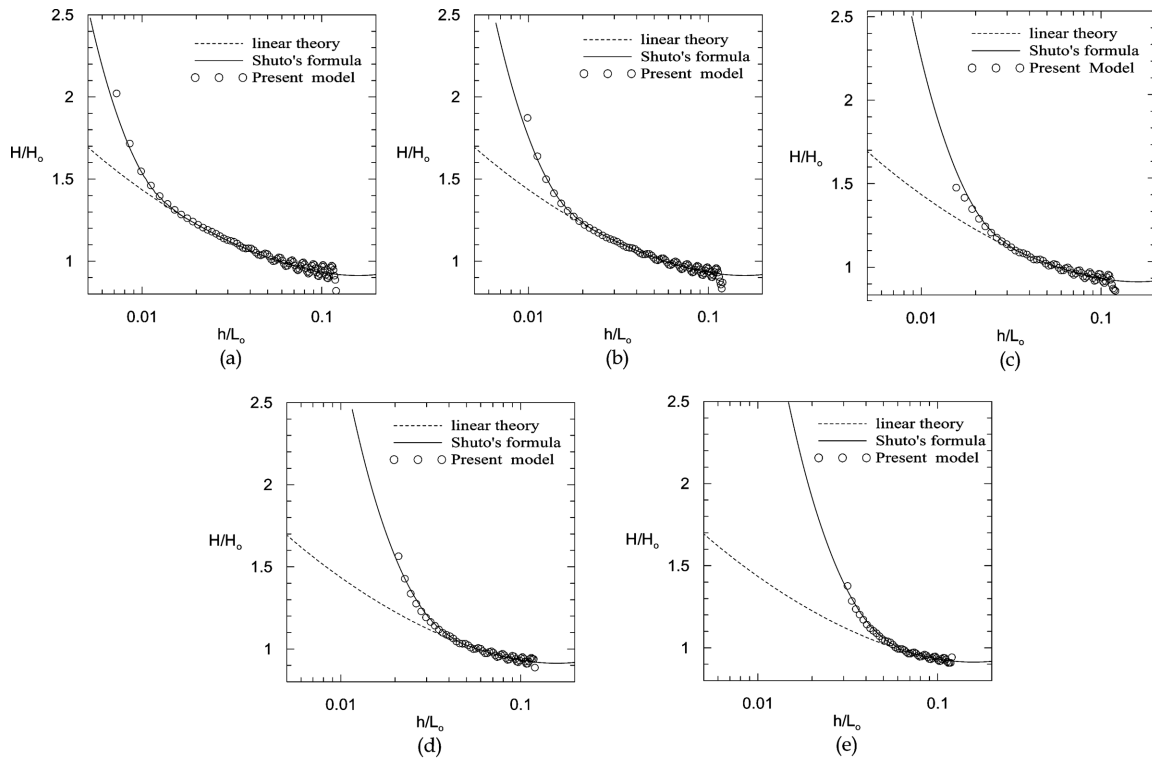 2.5
2
1.5
1
H/Ho
linear theory
Shuto's formula
Present model
0.01
0.1
h/Lo
(a)
2.5
2
1.5
1
H/Ho
linear theory
Shuto's formula
Present model
0.01
0.1
h/Lo
(b)
2.5
2
1.5
1
H/Ho
linear theory
Shuto's formula
Present Model
0.01
0.1
h/Lo
(c)
2.5
2
1.5
1
H/Ho
linear theory
Shuto's formula
Present model
0.01
0.1
h/Lo
(d)
2.5
2
1.5
1
H/Ho
linear theory
Shuto's formula
Present model
0.01
0.1
h/Lo
(e)